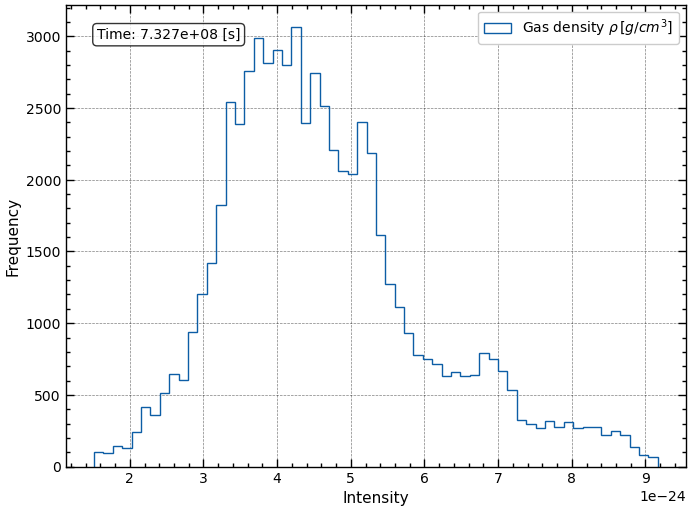 Time: 7.327e+08 [s]
Gas density ρ [g/cm³]
Frequency
3000
2500
2000
1500
1000
500
0
2 3 4 5 6 7 8 9
1e−24
Intensity